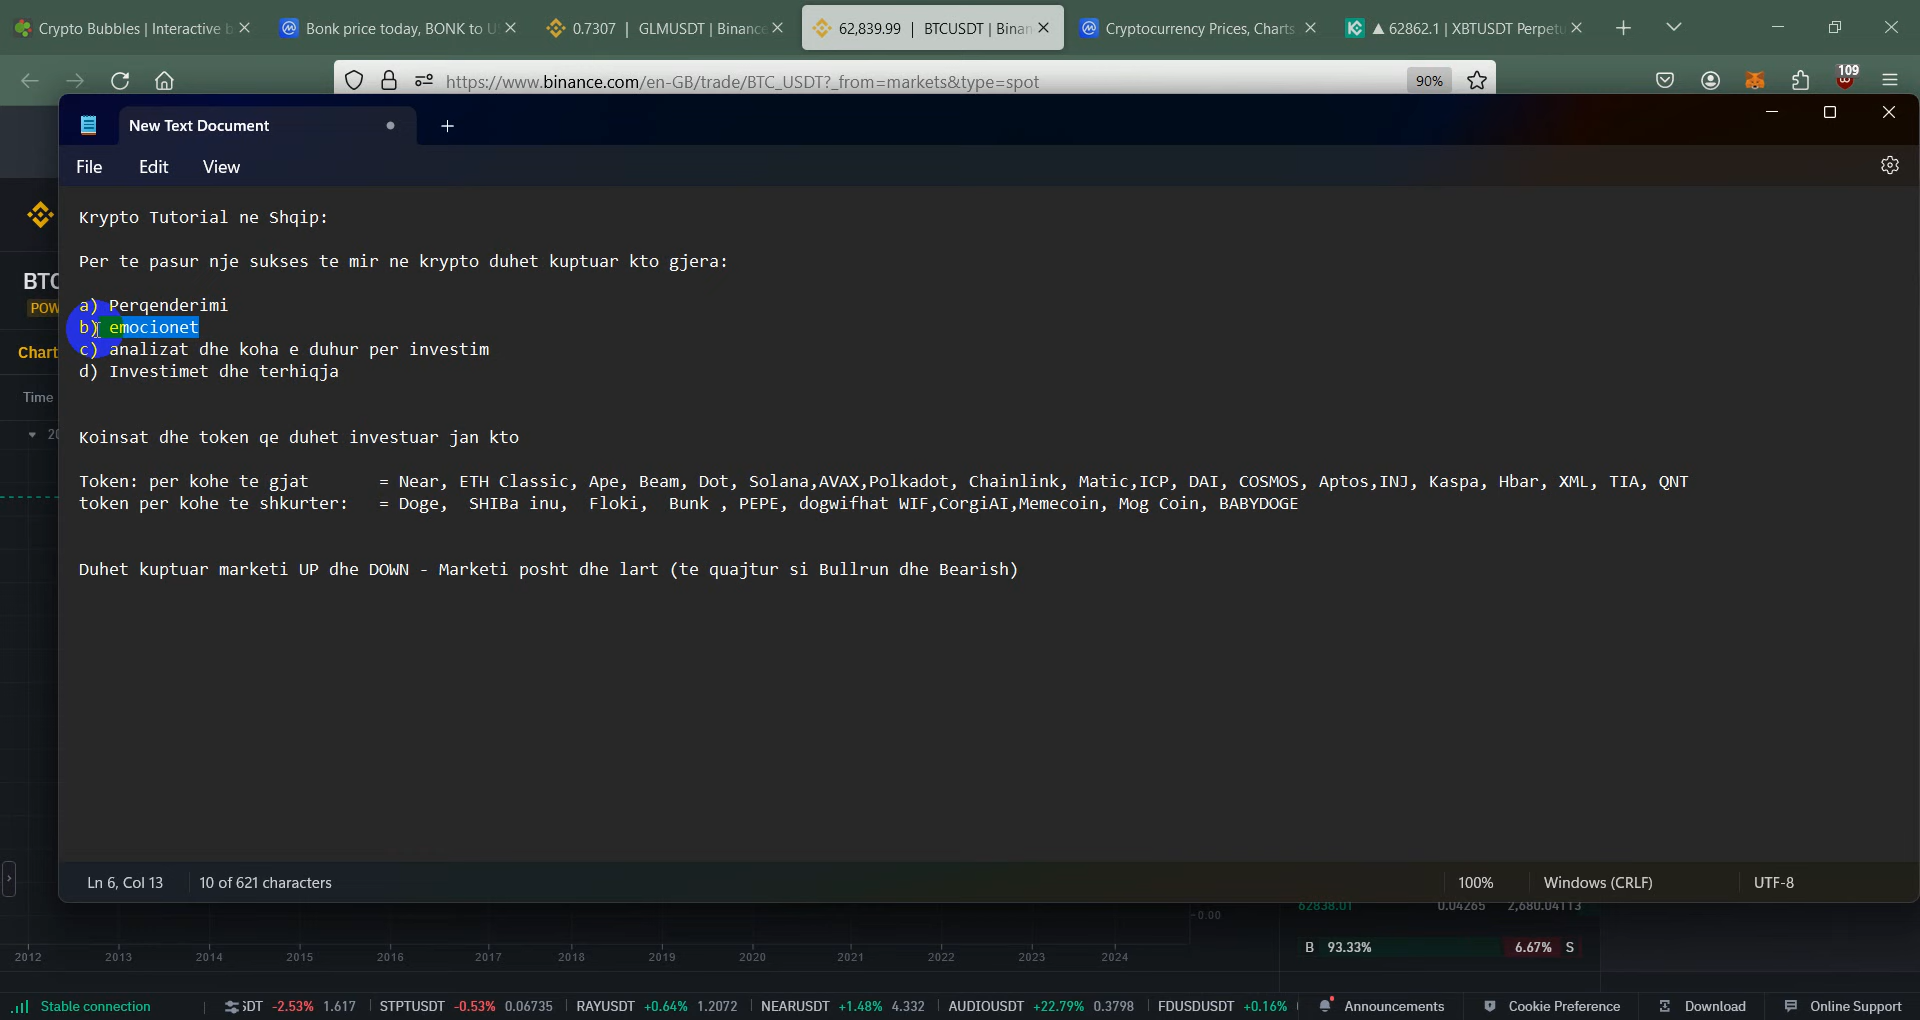 Crypto Bubbles | Interactive b
Bonk price today, BONK to U
0.7307 | GLMUSDT | Binance
62,839.99 | BTCUSDT | Binan
Cryptocurrency Prices, Charts
▲ 62862.1 | XBTUSDT Perpetu
https://www.binance.com/en-GB/trade/BTC_USDT?_from=markets&type=spot
90%
109
New Text Document
File Edit View
Krypto Tutorial ne Shqip:
Per te pasur nje sukses te mir ne krypto duhet kuptuar kto gjera:
a) Perqenderimi
b) emocionet
c) analizat dhe koha e duhur per investim
d) Investimet dhe terhiqja
Koinsat dhe token qe duhet investuar jan kto
Token: per kohe te gjat = Near, ETH Classic, Ape, Beam, Dot, Solana,AVAX,Polkadot, Chainlink, Matic,ICP, DAI, COSMOS, Aptos,INJ, Kaspa, Hbar, XML, TIA, QNT
token per kohe te shkurter: = Doge, SHIBa inu, Floki, Bunk , PEPE, dogwifhat WIF,CorgiAI,Memecoin, Mog Coin, BABYDOGE
Duhet kuptuar marketi UP dhe DOWN - Marketi posht dhe lart (te quajtur si Bullrun dhe Bearish)
BTC
POW
Chart
Time
20
Ln 6, Col 13
10 of 621 characters
100%
Windows (CRLF)
UTF-8
62838.01 0.04265 2,680.04113
-0.00
B 93.33% 6.67% S
2012 2013 2014 2015 2016 2017 2018 2019 2020 2021 2022 2023 2024
Stable connection
SDT -2.53% 1.617
STPTUSDT -0.53% 0.06735
RAYUSDT +0.64% 1.2072
NEARUSDT +1.48% 4.332
AUDIOUSDT +22.79% 0.3798
FDUSDUSDT +0.16%
Announcements
Cookie Preference
Download
Online Support